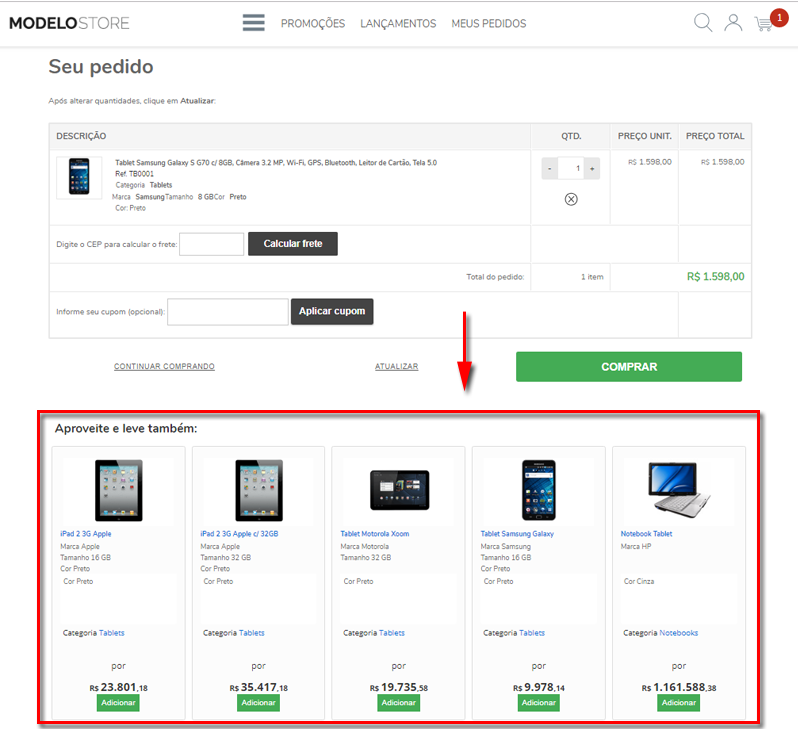 MODELOSTORE
PROMOÇÕES LANÇAMENTOS MEUS PEDIDOS
1
Seu pedido
Após alterar quantidades, clique em Atualizar:
DESCRIÇÃO QTD. PREÇO UNIT. PREÇO TOTAL
Tablet Samsung Galaxy S G70 c/ 8GB, Câmera 3.2 MP, Wi-Fi, GPS, Bluetooth, Leitor de Cartão, Tela 5.0 - 1 + R$ 1.598,00 R$ 1.598,00
Ref. TB0001
Categoria Tablets
Marca SamsungTamanho 8 GBCor Preto
Cor: Preto
Digite o CEP para calcular o frete: Calcular frete
Total do pedido: 1 item R$ 1.598,00
Informe seu cupom (opcional): Aplicar cupom
CONTINUAR COMPRANDO ATUALIZAR COMPRAR
Aproveite e leve também:
iPad 2 3G Apple
Marca Apple
Tamanho 16 GB
Cor Preto
Cor Preto
Categoria Tablets
por
R$ 23.801,18
Adicionar
iPad 2 3G Apple c/ 32GB
Marca Apple
Tamanho 32 GB
Cor Preto
Cor Preto
Categoria Tablets
por
R$ 35.417,18
Adicionar
Tablet Motorola Xoom
Marca Motorola
Tamanho 32 GB
Cor Preto
Categoria Tablets
por
R$ 19.735,58
Adicionar
Tablet Samsung Galaxy
Marca Samsung
Tamanho 16 GB
Cor Preto
Cor Preto
Categoria Tablets
por
R$ 9.978,14
Adicionar
Notebook Tablet
Marca HP
Cor Cinza
Categoria Notebooks
por
R$ 1.161.588,38
Adicionar